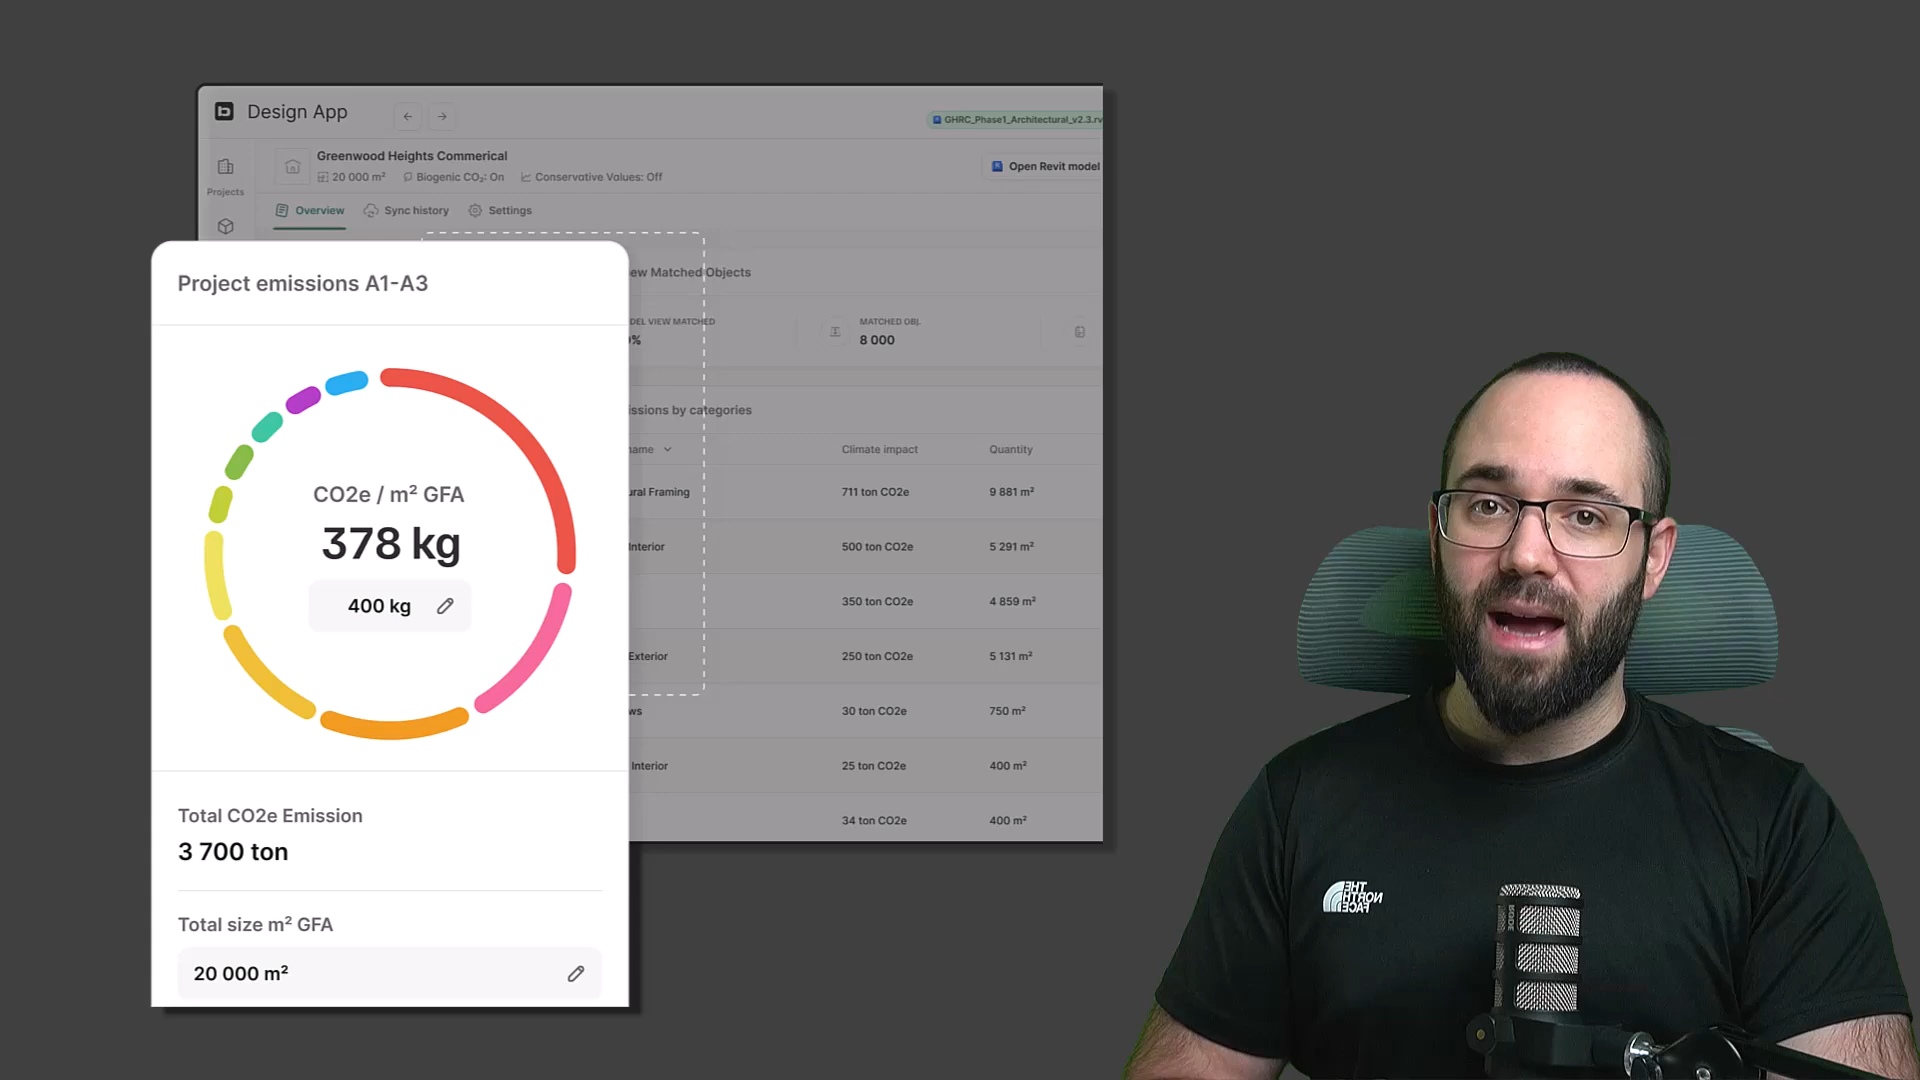 Design App
GHRC_Phase1_Architectural_v2.3.rv
Greenwood Heights Commerical
20 000 m² Biogenic CO₂: On Conservative Values: Off
Open Revit model
Projects
Overview Sync history Settings
Project emissions A1-A3
CO2e / m² GFA
378 kg
400 kg
Total CO2e Emission
3 700 ton
Total size m² GFA
20 000 m²
ew Matched Objects
DEL VIEW MATCHED
%
MATCHED OBJ.
8 000
issions by categories
name Climate impact Quantity
ural Framing 711 ton CO2e 9 881 m²
Interior 500 ton CO2e 5 291 m²
350 ton CO2e 4 859 m²
Exterior 250 ton CO2e 5 131 m²
ws 30 ton CO2e 750 m²
Interior 25 ton CO2e 400 m²
34 ton CO2e 400 m²
THE
NORTH
FACE
RODE